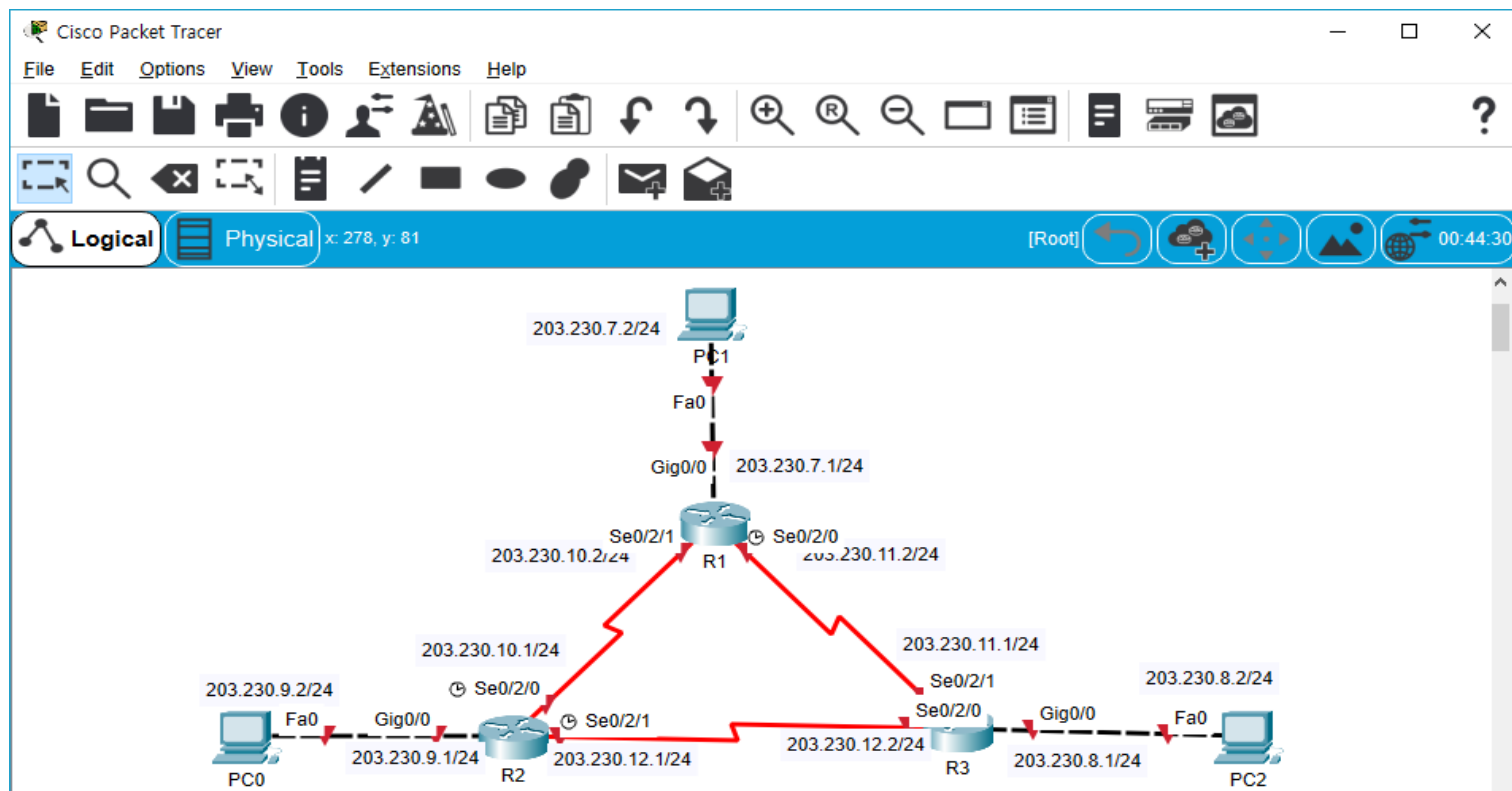 Cisco Packet Tracer
File Edit Options View Tools Extensions Help
R
Logical Physical x: 278, y: 81 [Root] 00:44:30
203.230.7.2/24
PC1
Fa0
Gig0/0 203.230.7.1/24
Se0/2/1 Se0/2/0
203.230.10.2/24 203.230.11.2/24
R1
203.230.10.1/24 203.230.11.1/24
203.230.9.2/24 Se0/2/0 Se0/2/1 203.230.8.2/24
Fa0 Gig0/0 Se0/2/1 Se0/2/0 Gig0/0 Fa0
203.230.9.1/24 203.230.12.1/24 203.230.12.2/24 203.230.8.1/24
PC0 R2 R3 PC2